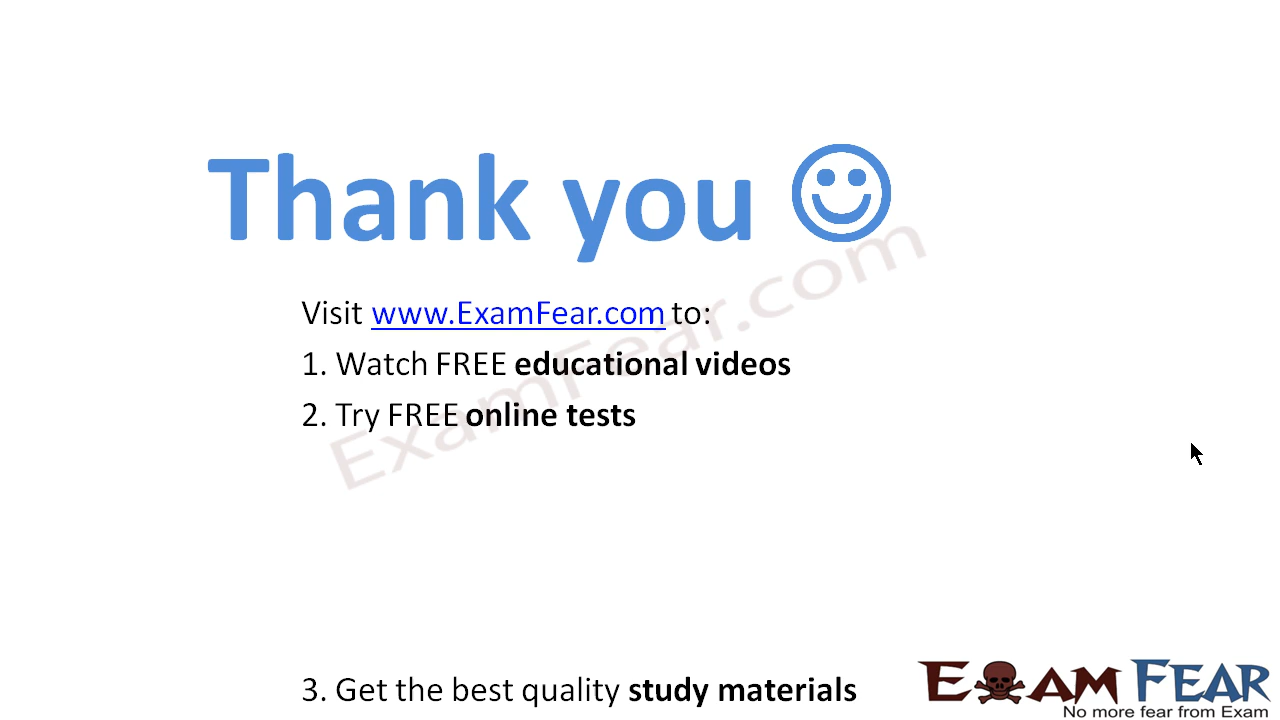 Thank you
Visit www.ExamFear.com to:
1. Watch FREE educational videos
2. Try FREE online tests
ExamFear.com
3. Get the best quality study materials
EXAM FEAR
No more fear from Exam